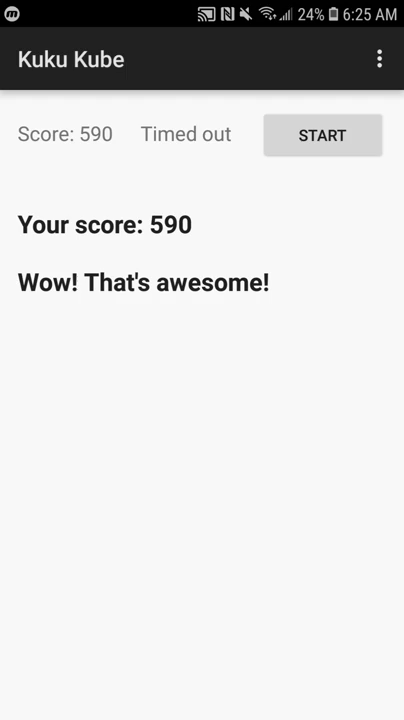 24% 6:25 AM
Kuku Kube
Score: 590 Timed out START
Your score: 590
Wow! That's awesome!